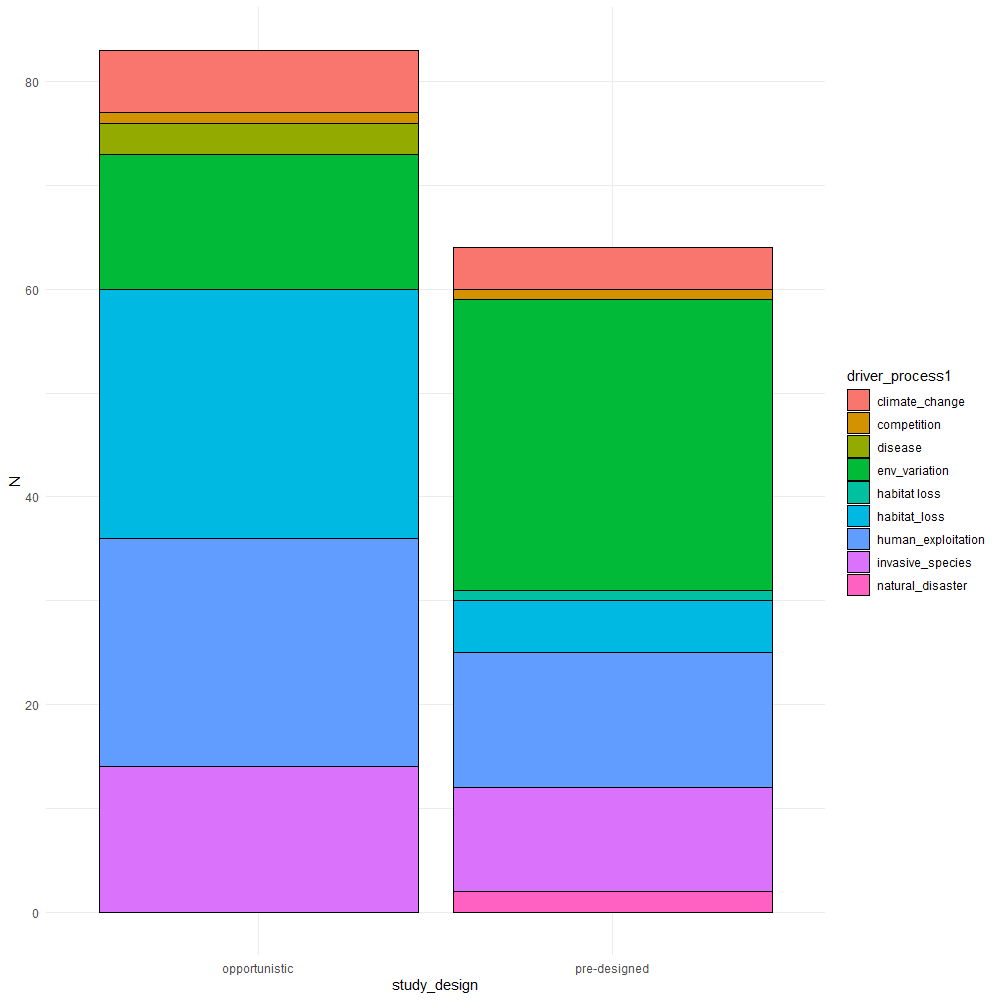 N
80
60
40
20
0
opportunistic
pre-designed
study_design
driver_process1
climate_change
competition
disease
env_variation
habitat loss
habitat_loss
human_exploitation
invasive_species
natural_disaster